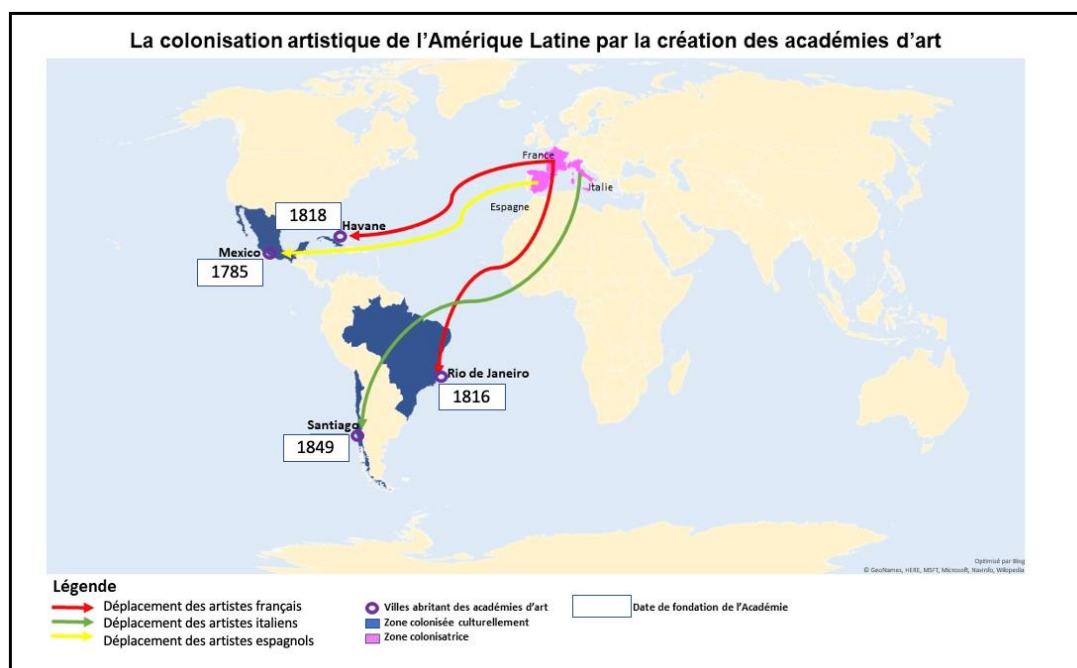 La colonisation artistique de l'Amérique Latine par la création des académies d'art
France
Italie
Espagne
1818
Havane
Mexico
1785
Rio de Janeiro
1816
Santiago
1849
Optimisé par Bing
© GeoNames, HERE, MSFT, Microsoft, Navinfo, Wikipedia
Légende
Déplacement des artistes français
Déplacement des artistes italiens
Déplacement des artistes espagnols
Villes abritant des académies d'art
Zone colonisée culturellement
Zone colonisatrice
Date de fondation de l'Académie